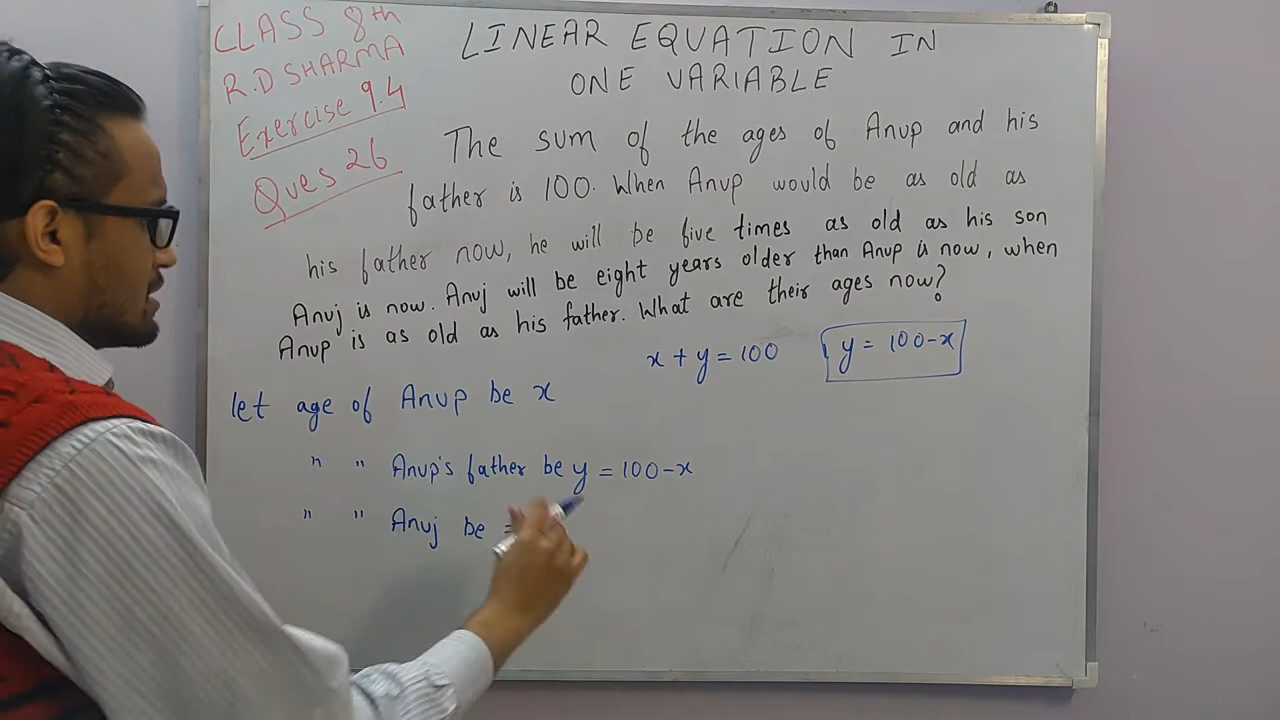 CLASS 8th
R.D SHARMA
Exercise 9.4
Ques 26
LINEAR EQUATION IN
ONE VARIABLE
The sum of the ages of Anup and his
father is 100. When Anup would be as old as
his father now, he will be five times as old as his son
Anuj is now. Anuj will be eight years older than Anup is now, when
Anup is as old as his father. What are their ages now?
x + y = 100 y = 100-x
let age of Anup be x
" " Anup's father be y = 100-x
" " Anuj be =